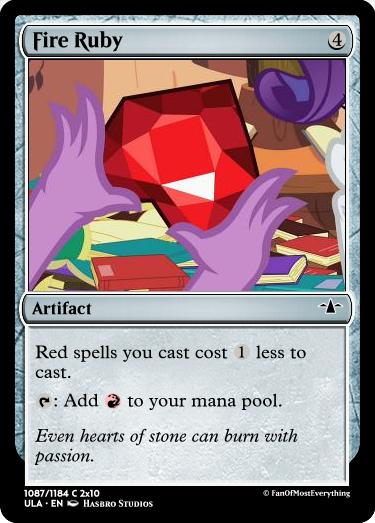 Fire Ruby 4
Artifact
Red spells you cast cost 1 less to
cast.
: Add to your mana pool.
Even hearts of stone can burn with
passion.
1087/1184 C 2x10
ULA · EN Hasbro Studios © FanOfMostEverything